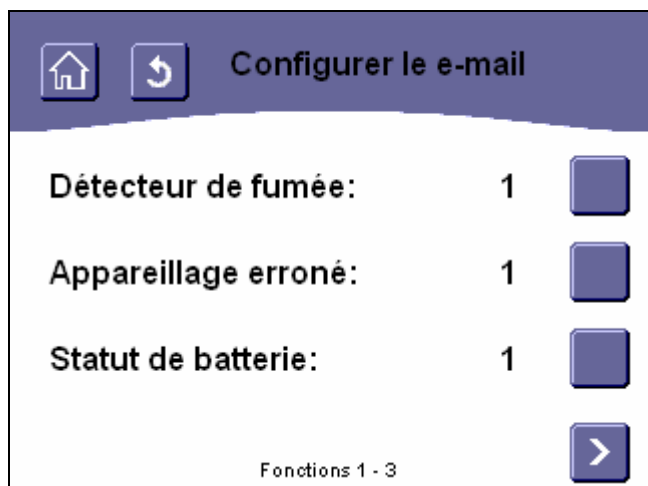 Configurer le e-mail
Détecteur de fumée: 1
Appareillage erroné: 1
Statut de batterie: 1
Fonctions 1 - 3